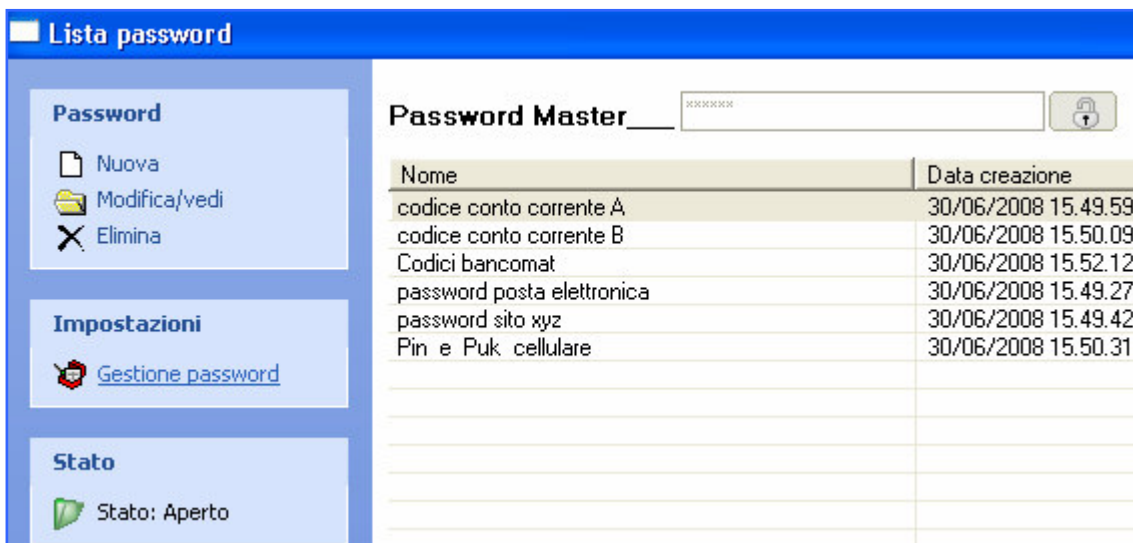 Lista password
Password
Nuova
Modifica/vedi
Elimina
Impostazioni
Gestione password
Stato
Stato: Aperto
Password Master___ ××××××
Nome Data creazione
codice conto corrente A 30/06/2008 15.49.59
codice conto corrente B 30/06/2008 15.50.09
Codici bancomat 30/06/2008 15.52.12
password posta elettronica 30/06/2008 15.49.27
password sito xyz 30/06/2008 15.49.42
Pin e Puk cellulare 30/06/2008 15.50.31